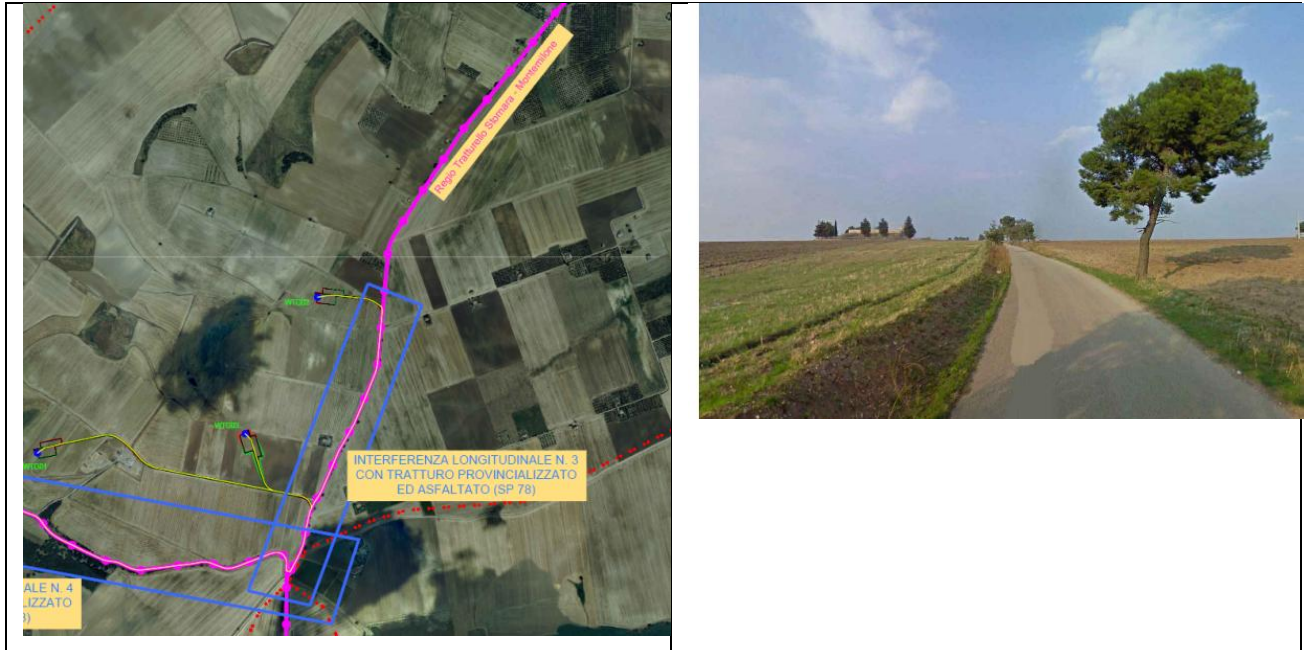 Regio Tratturello Stornara - Montemilone
INTERFERENZA LONGITUDINALE N. 3
CON TRATTURO PROVINCIALIZZATO
ED ASFALTATO (SP 78)
ALE N. 4
LIZZATO